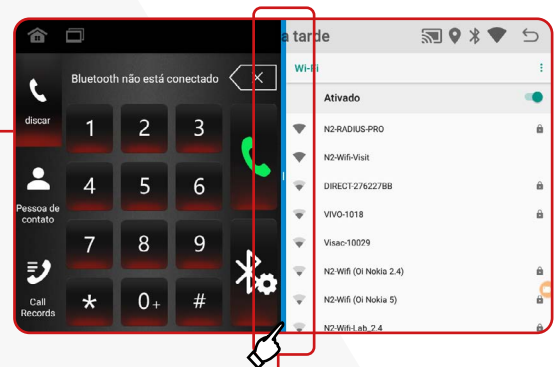 a tarde
Bluetooth não está conectado
discar
1 2 3
Pessoa de
contato
4 5 6
7 8 9
Call
Records
* 0+ #
Wi-Fi
Ativado
N2-RADIUS-PRO
N2-Wifi-Visit
DIRECT-276227BB
VIVO-1018
Visac-10029
N2-Wifi (Oi Nokia 2.4)
N2-Wifi (Oi Nokia 5)
N2-Wifi-Lab_2.4